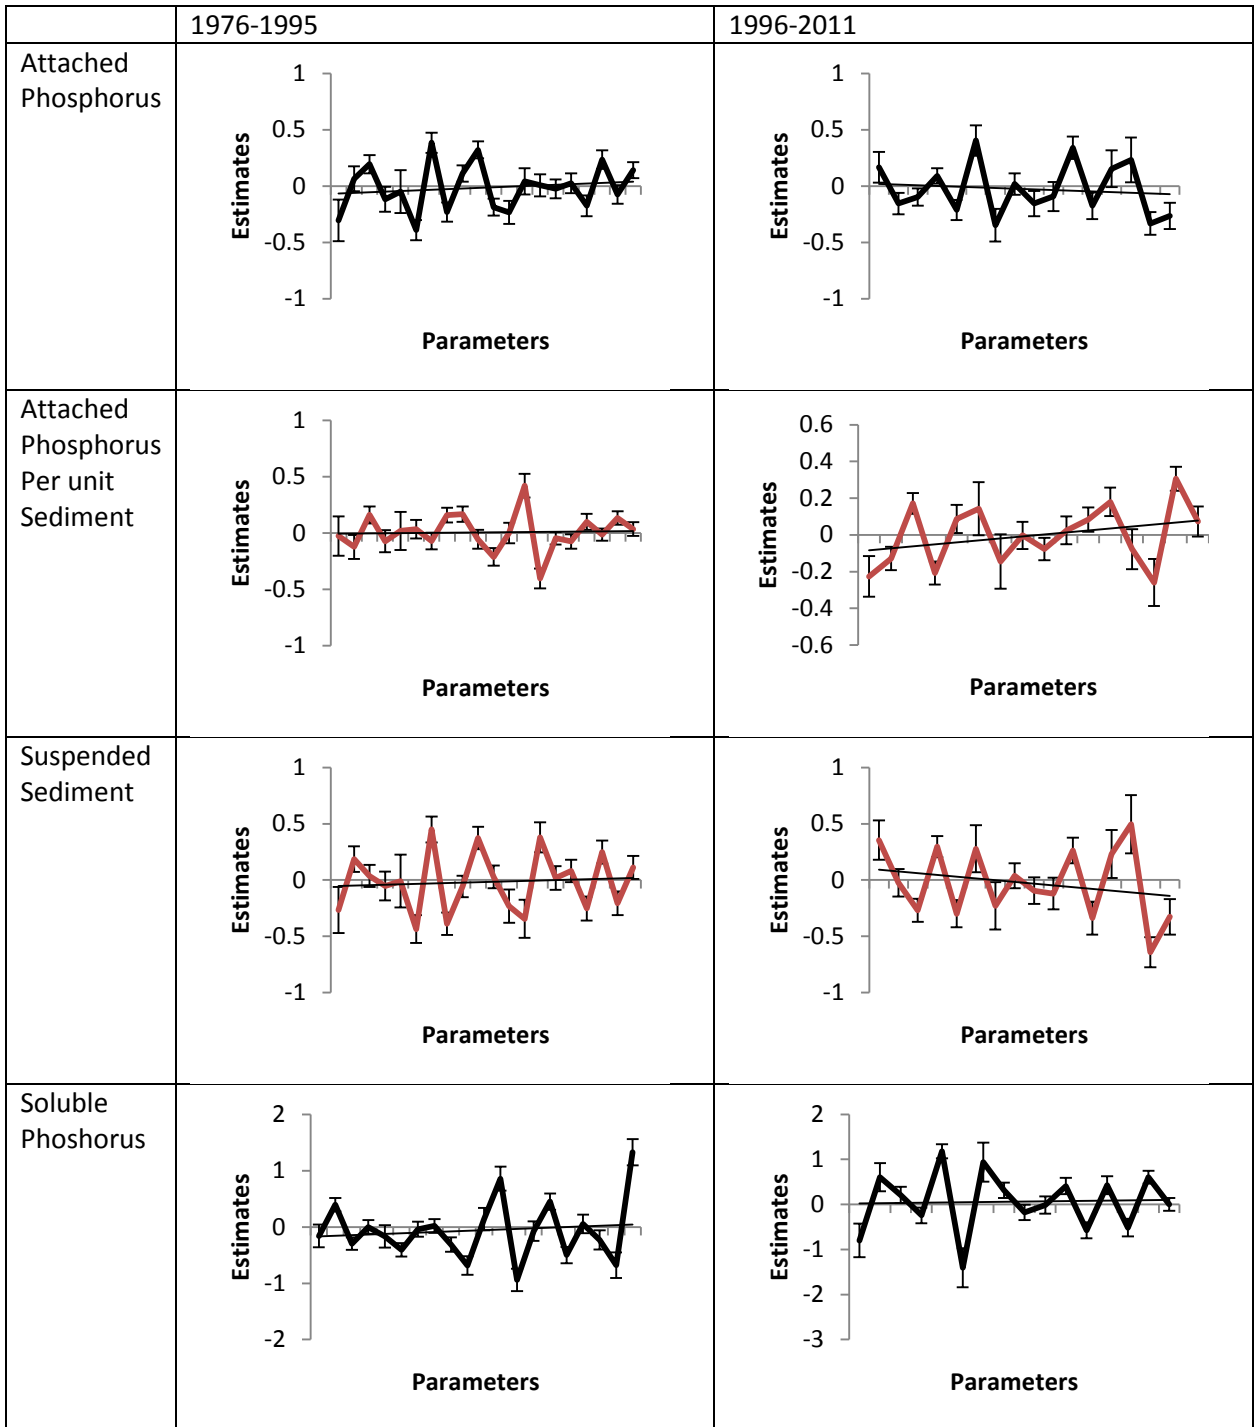 1976-1995
1996-2011
Attached
Phosphorus
1
0.5
0
-0.5
-1
Estimates
Parameters
1
0.5
0
-0.5
-1
Estimates
Parameters
Attached
Phosphorus
Per unit
Sediment
1
0.5
0
-0.5
-1
Estimates
Parameters
0.6
0.4
0.2
0
-0.2
-0.4
-0.6
Estimates
Parameters
Suspended
Sediment
1
0.5
0
-0.5
-1
Estimates
Parameters
1
0.5
0
-0.5
-1
Estimates
Parameters
Soluble
Phoshorus
2
1
0
-1
-2
Estimates
Parameters
2
1
0
-1
-2
-3
Estimates
Parameters